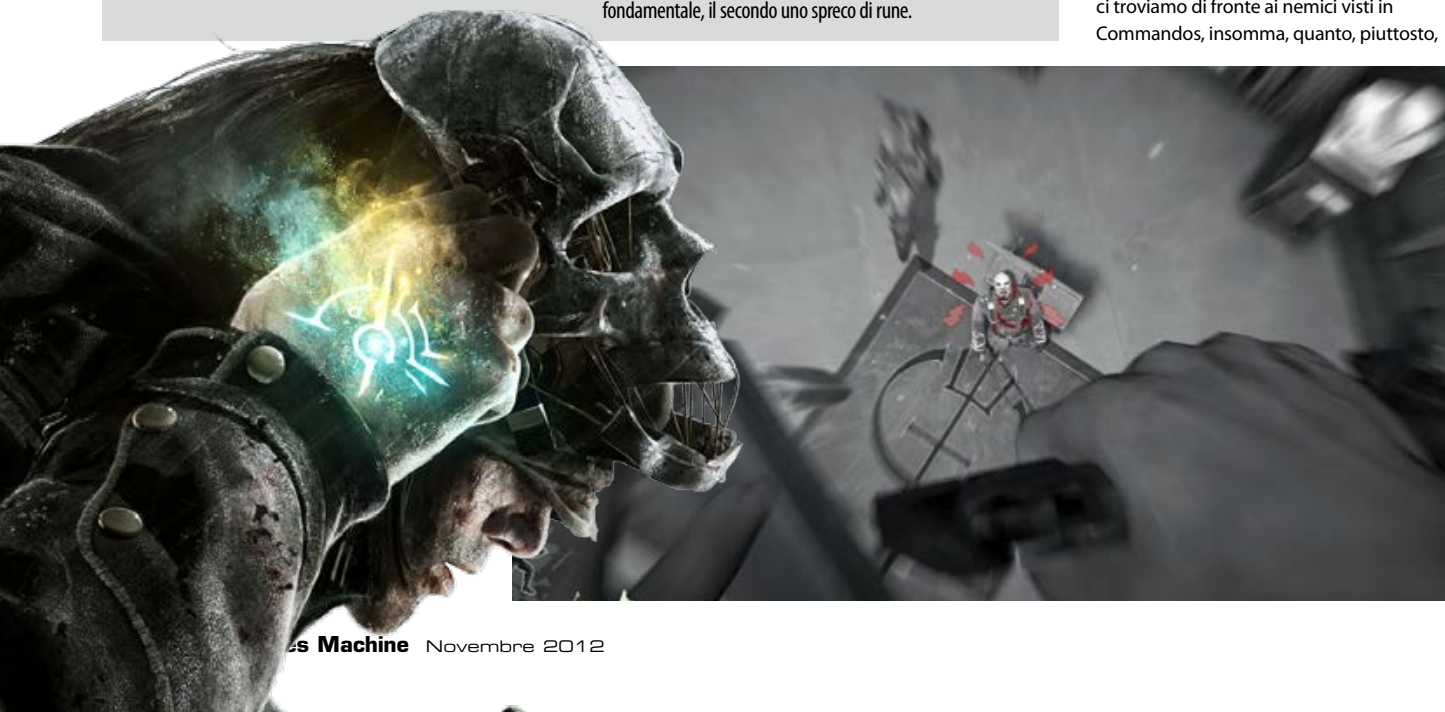 fondamentale, il secondo uno spreco di rune.
ci troviamo di fronte ai nemici visti in
Commandos, insomma, quanto, piuttosto,
es Machine Novembre 2012